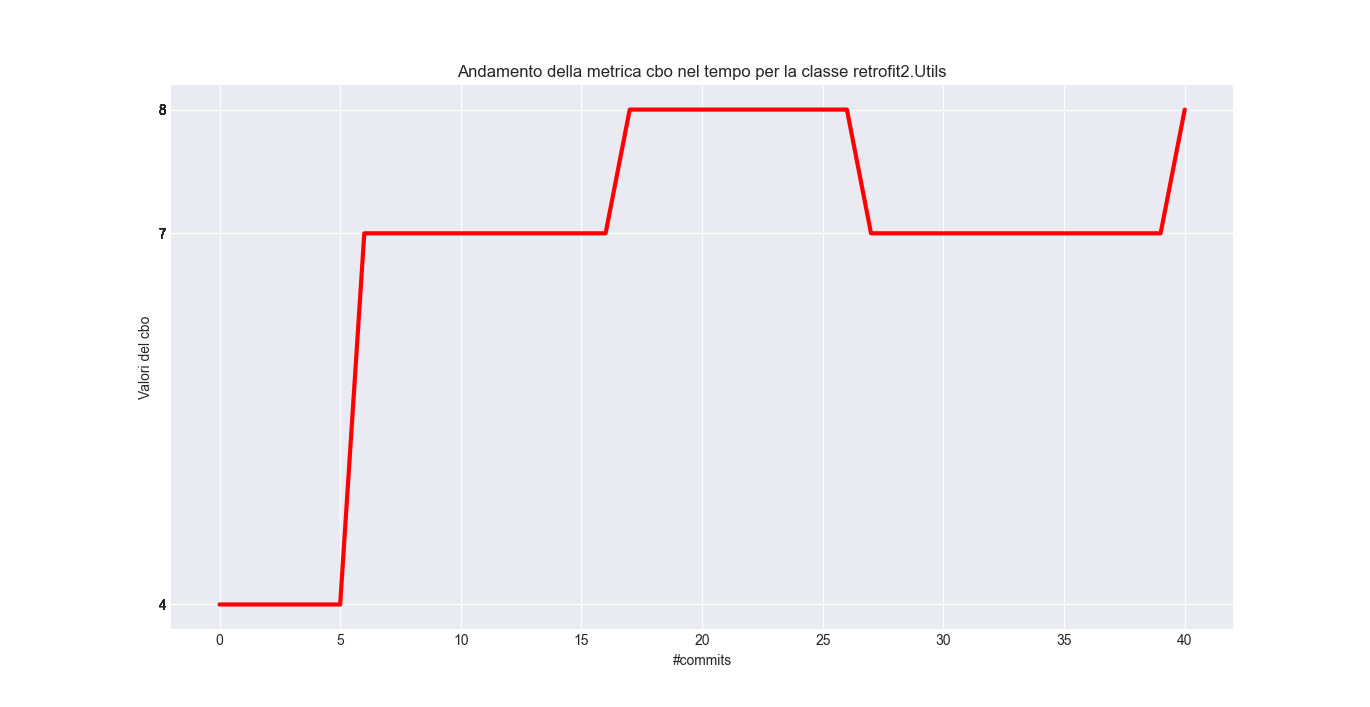 Andamento della metrica cbo nel tempo per la classe retrofit2.Utils
8
7
4
Valori del cbo
0 5 10 15 20 25 30 35 40
#commits